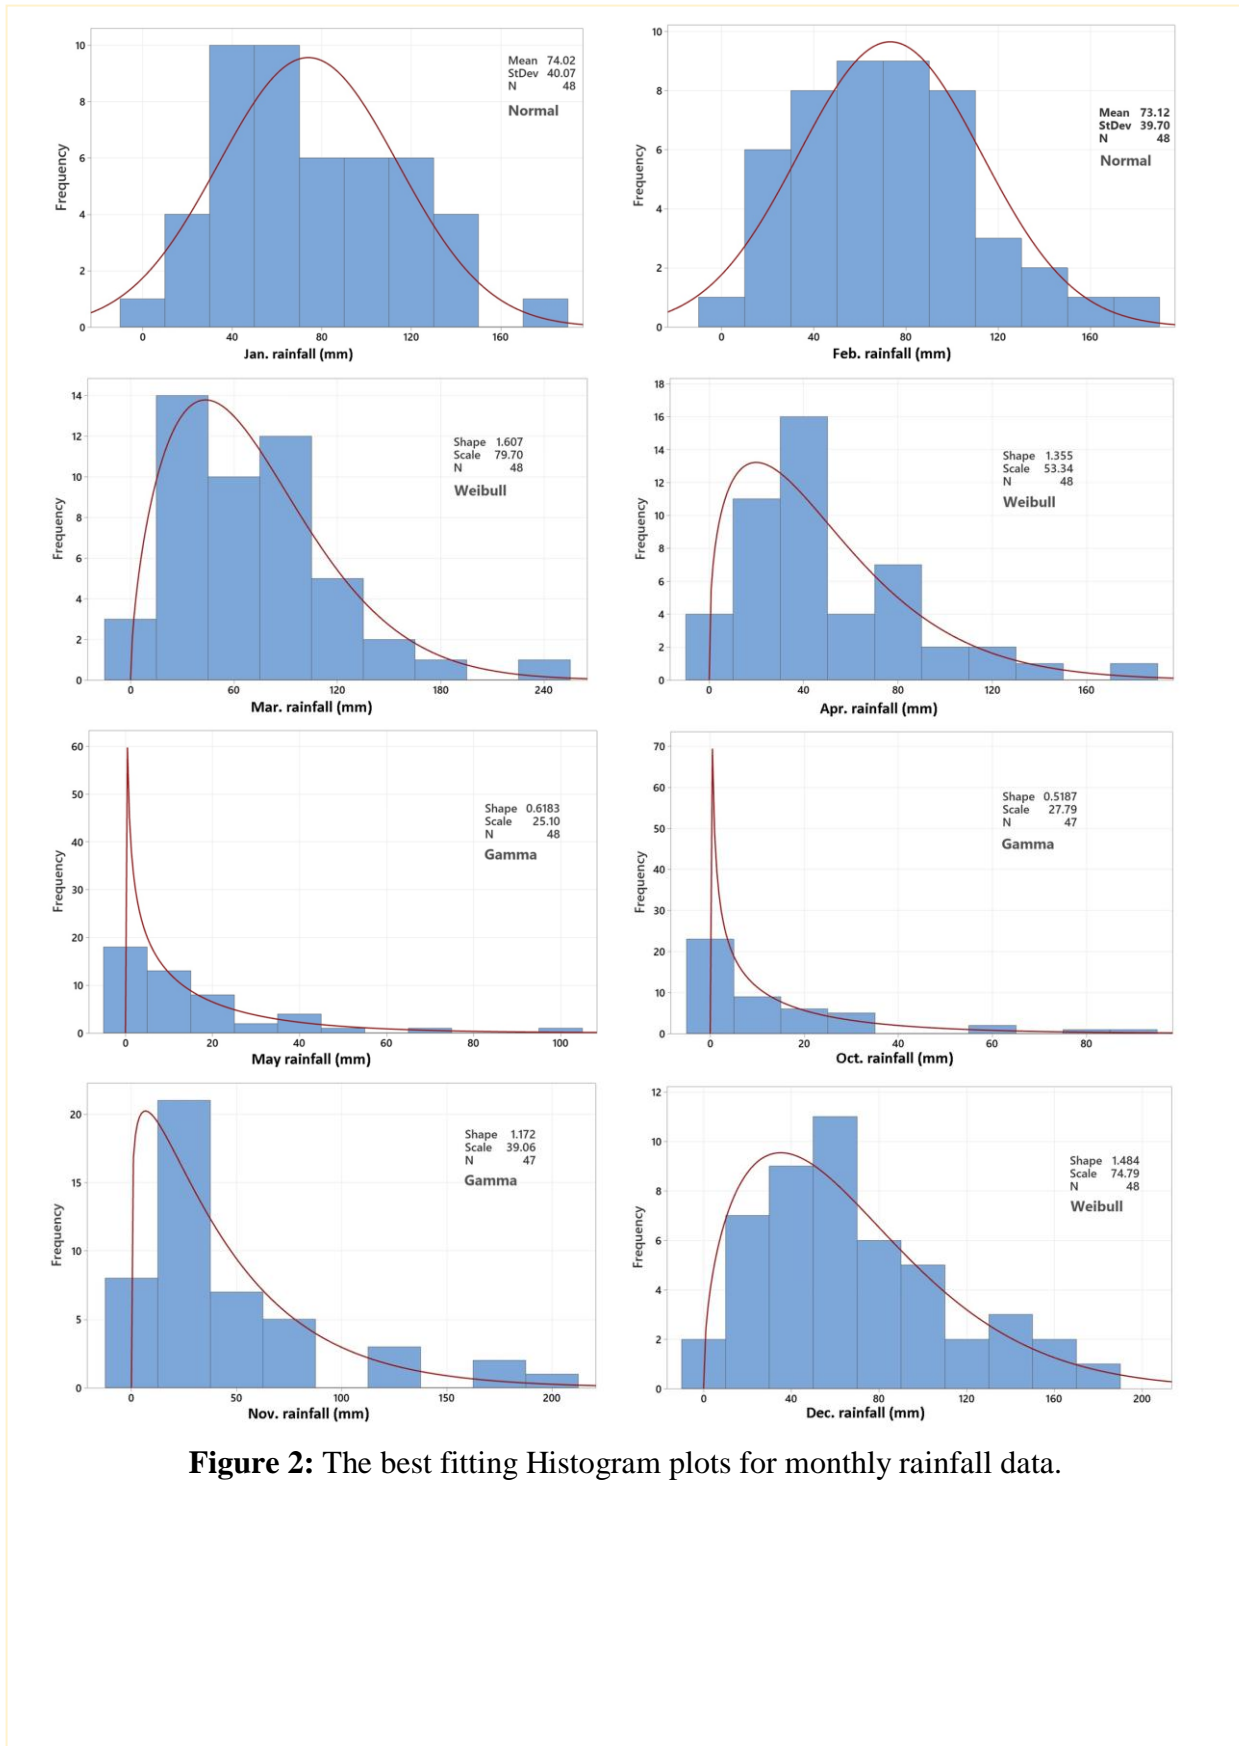 10
8
6
4
2
0
Frequency
Mean 74.02
StDev 40.07
N 48
Normal
0 40 80 120 160
Jan. rainfall (mm)
10
8
6
4
2
0
Frequency
Mean 73.12
StDev 39.70
N 48
Normal
0 40 80 120 160
Feb. rainfall (mm)
14
12
10
8
6
4
2
0
Frequency
Shape 1.607
Scale 79.70
N 48
Weibull
0 60 120 180 240
Mar. rainfall (mm)
18
16
14
12
10
8
6
4
2
0
Frequency
Shape 1.355
Scale 53.34
N 48
Weibull
0 40 80 120 160
Apr. rainfall (mm)
60
50
40
30
20
10
0
Frequency
Shape 0.6183
Scale 25.10
N 48
Gamma
0 20 40 60 80 100
May rainfall (mm)
70
60
50
40
30
20
10
0
Frequency
Shape 0.5187
Scale 27.79
N 47
Gamma
0 20 40 60 80
Oct. rainfall (mm)
20
15
10
5
0
Frequency
Shape 1.172
Scale 39.06
N 47
Gamma
0 50 100 150 200
Nov. rainfall (mm)
12
10
8
6
4
2
0
Frequency
Shape 1.484
Scale 74.79
N 48
Weibull
0 40 80 120 160 200
Dec. rainfall (mm)
Figure 2: The best fitting Histogram plots for monthly rainfall data.